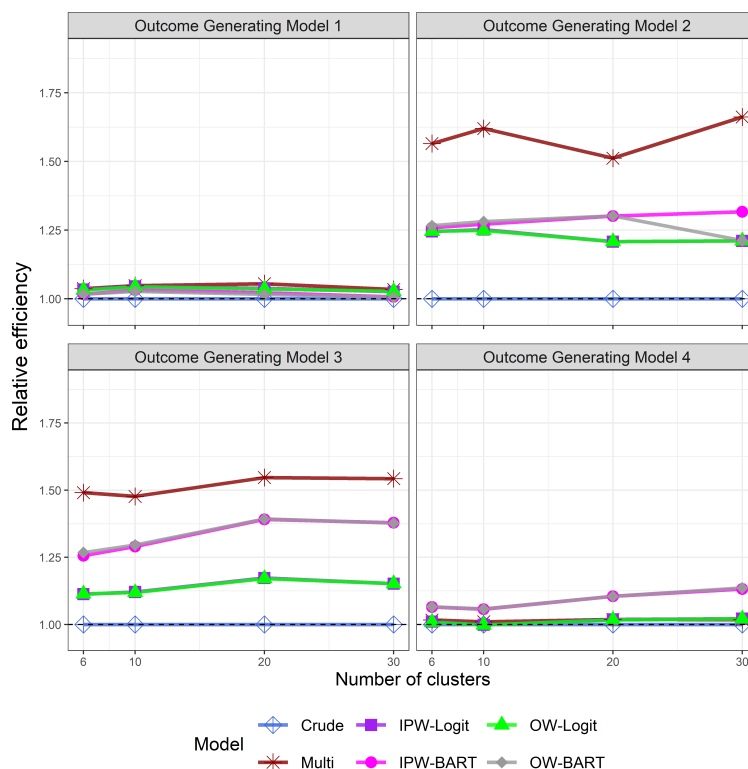 Outcome Generating Model 1
Outcome Generating Model 2
1.75
1.50
1.25
1.00
Outcome Generating Model 3
Outcome Generating Model 4
1.75
1.50
1.25
1.00
6 10 20 30
6 10 20 30
Relative efficiency
Number of clusters
Model
Crude IPW-Logit OW-Logit
Multi IPW-BART OW-BART